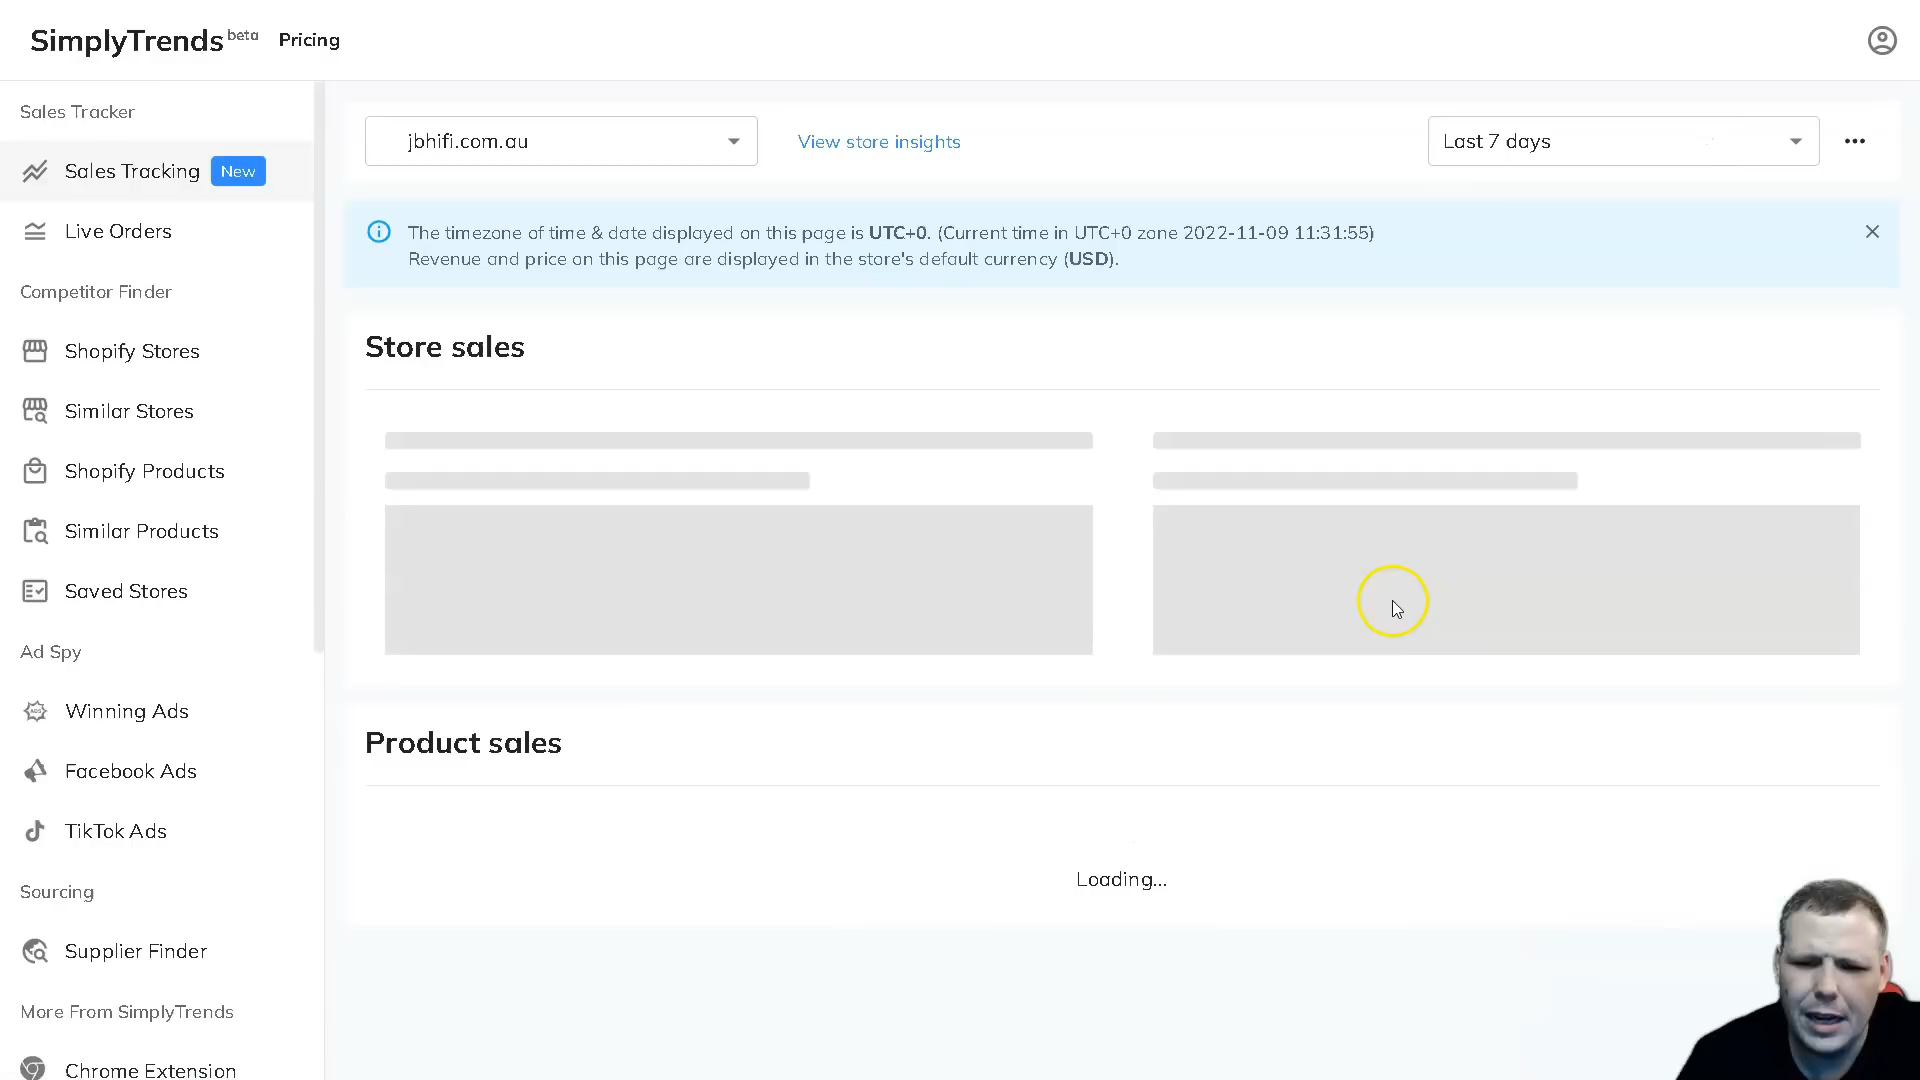 SimplyTrends beta Pricing
Sales Tracker
Sales Tracking New
Live Orders
Competitor Finder
Shopify Stores
Similar Stores
Shopify Products
Similar Products
Saved Stores
Ad Spy
Winning Ads
Facebook Ads
TikTok Ads
Sourcing
Supplier Finder
More From SimplyTrends
Chrome Extension
jbhifi.com.au
View store insights
Last 7 days
The timezone of time & date displayed on this page is UTC+0. (Current time in UTC+0 zone 2022-11-09 11:31:55)
Revenue and price on this page are displayed in the store's default currency (USD).
Store sales
Product sales
Loading...